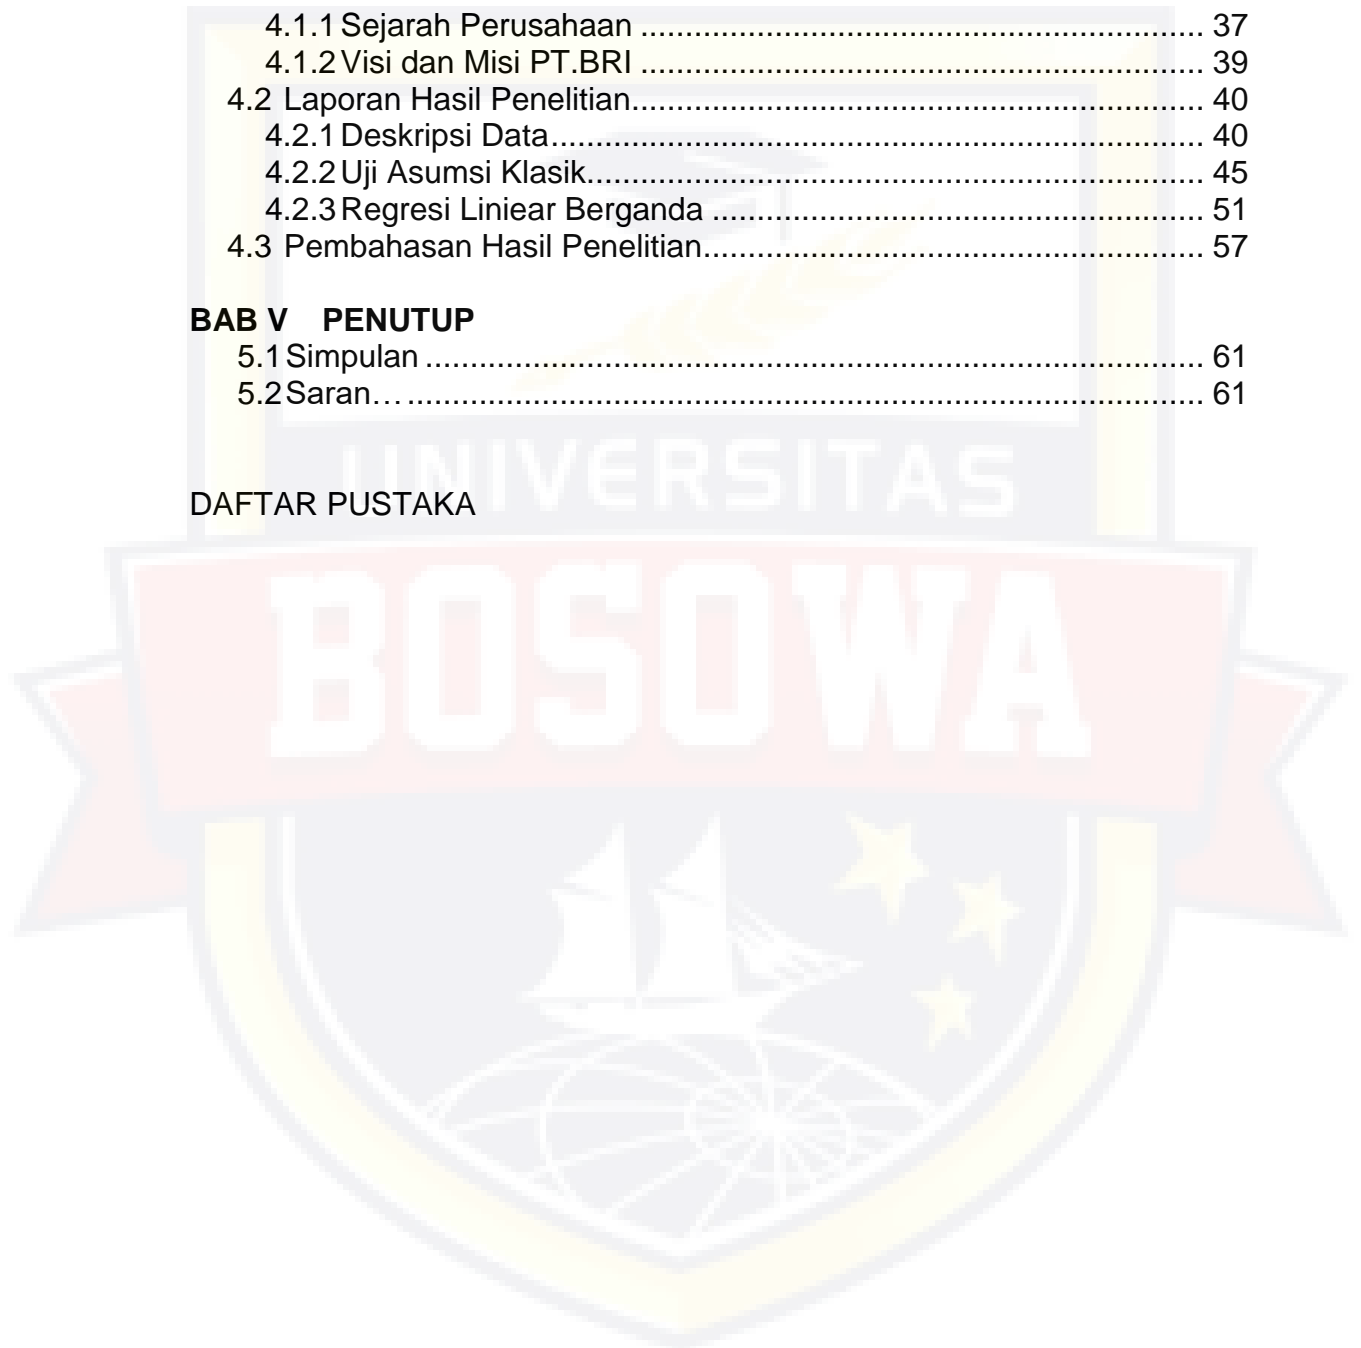 4.1.1 Sejarah Perusahaan ............................................................... 37
4.1.2 Visi dan Misi PT.BRI ............................................................... 39
4.2 Laporan Hasil Penelitian................................................................ 40
4.2.1 Deskripsi Data......................................................................... 40
4.2.2 Uji Asumsi Klasik..................................................................... 45
4.2.3 Regresi Liniear Berganda ....................................................... 51
4.3 Pembahasan Hasil Penelitian........................................................ 57
BAB V PENUTUP
5.1 Simpulan ....................................................................................... 61
5.2 Saran… ......................................................................................... 61
UNIVERSITAS
DAFTAR PUSTAKA
BOSOWA